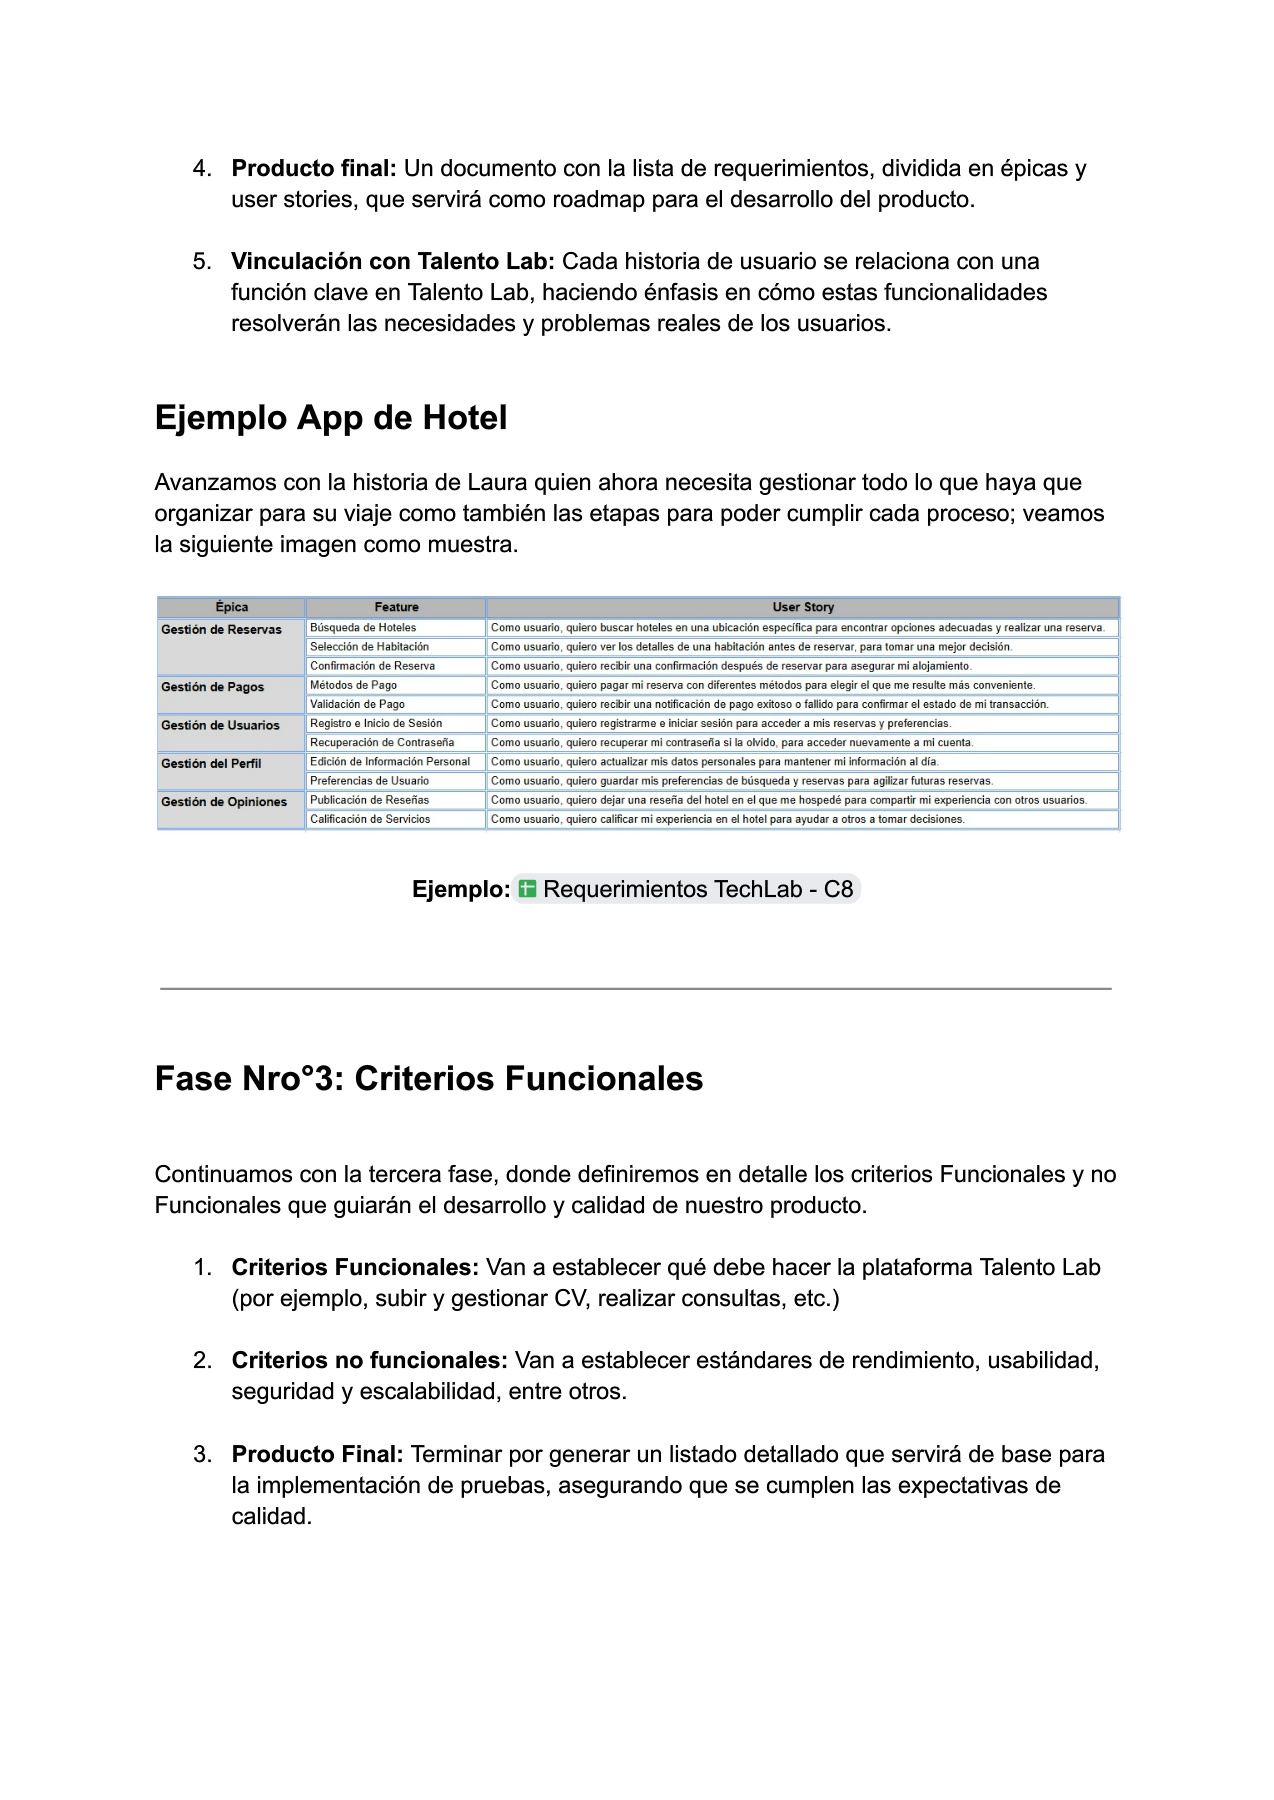 4. Producto final: Un documento con la lista de requerimientos, dividida en épicas y
user stories, que servirá como roadmap para el desarrollo del producto.
5. Vinculación con Talento Lab: Cada historia de usuario se relaciona con una
función clave en Talento Lab, haciendo énfasis en cómo estas funcionalidades
resolverán las necesidades y problemas reales de los usuarios.
Ejemplo App de Hotel
Avanzamos con la historia de Laura quien ahora necesita gestionar todo lo que haya que
organizar para su viaje como también las etapas para poder cumplir cada proceso; veamos
la siguiente imagen como muestra.
Épica Feature User Story
Gestión de Reservas Búsqueda de Hoteles Como usuario, quiero buscar hoteles en una ubicación específica para encontrar opciones adecuadas y realizar una reserva.
Selección de Habitación Como usuario, quiero ver los detalles de una habitación antes de reservar, para tomar una mejor decisión.
Confirmación de Reserva Como usuario, quiero recibir una confirmación después de reservar para asegurar mi alojamiento.
Gestión de Pagos Métodos de Pago Como usuario, quiero pagar mi reserva con diferentes métodos para elegir el que me resulte más conveniente.
Validación de Pago Como usuario, quiero recibir una notificación de pago exitoso o fallido para confirmar el estado de mi transacción.
Gestión de Usuarios Registro e Inicio de Sesión Como usuario, quiero registrarme e iniciar sesión para acceder a mis reservas y preferencias.
Recuperación de Contraseña Como usuario, quiero recuperar mi contraseña si la olvido, para acceder nuevamente a mi cuenta.
Gestión del Perfil Edición de Información Personal Como usuario, quiero actualizar mis datos personales para mantener mi información al día.
Preferencias de Usuario Como usuario, quiero guardar mis preferencias de búsqueda y reservas para agilizar futuras reservas.
Gestión de Opiniones Publicación de Reseñas Como usuario, quiero dejar una reseña del hotel en el que me hospedé para compartir mi experiencia con otros usuarios.
Calificación de Servicios Como usuario, quiero calificar mi experiencia en el hotel para ayudar a otros a tomar decisiones.
Ejemplo: Requerimientos TechLab - C8
Fase Nro°3: Criterios Funcionales
Continuamos con la tercera fase, donde definiremos en detalle los criterios Funcionales y no
Funcionales que guiarán el desarrollo y calidad de nuestro producto.
1. Criterios Funcionales: Van a establecer qué debe hacer la plataforma Talento Lab
(por ejemplo, subir y gestionar CV, realizar consultas, etc.)
2. Criterios no funcionales: Van a establecer estándares de rendimiento, usabilidad,
seguridad y escalabilidad, entre otros.
3. Producto Final: Terminar por generar un listado detallado que servirá de base para
la implementación de pruebas, asegurando que se cumplen las expectativas de
calidad.